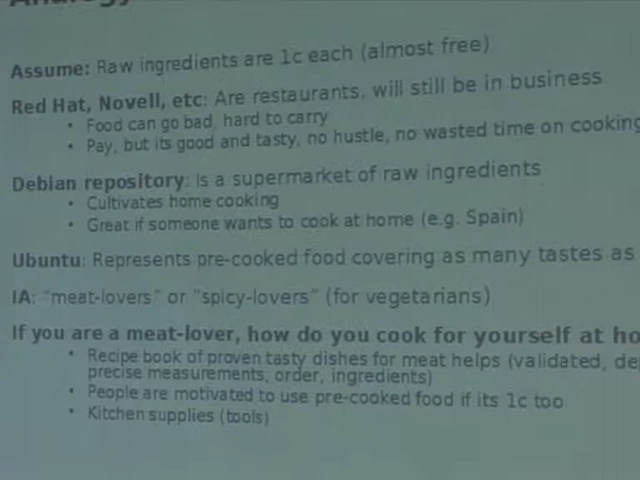 Analogy
Assume: Raw ingredients are 1c each (almost free)
Red Hat, Novell, etc: Are restaurants, will still be in business
• Food can go bad, hard to carry
• Pay, but its good and tasty, no hustle, no wasted time on cooking
Debian repository: Is a supermarket of raw ingredients
• Cultivates home cooking
• Great if someone wants to cook at home (e.g. Spain)
Ubuntu: Represents pre-cooked food covering as many tastes as
IA: "meat-lovers" or "spicy-lovers" (for vegetarians)
If you are a meat-lover, how do you cook for yourself at
• Recipe book of proven tasty dishes for meat helps (validated,
precise measurements, order, ingredients)
• People are motivated to use pre-cooked food if its 1c too
• Kitchen supplies (tools)